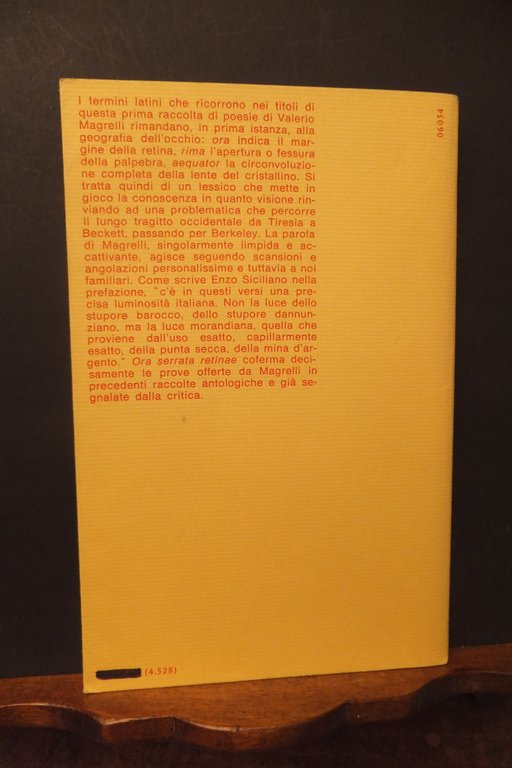 I termini latini che ricorrono nei titoli di
questa prima raccolta di poesie di Valerio
Magrelli rimandano, in prima istanza, alla
geografia dell'occhio: ora indica il mar-
gine della retina, rima l'apertura o fessura
della palpebra, aequator la circonvoluzio-
ne completa della lente del cristallino. Si
tratta quindi di un lessico che mette in
gioco la conoscenza in quanto visione rin-
viando ad una problematica che percorre
il lungo tragitto occidentale da Tiresia a
Beckett, passando per Berkeley. La parola
di Magrelli, singolarmente limpida e ac-
cattivante, agisce seguendo scansioni e
angolazioni personalissime e tuttavia a noi
familiari. Come scrive Enzo Siciliano nella
prefazione, "c'è in questi versi una pre-
cisa luminosità italiana. Non la luce dello
stupore barocco, dello stupore dannun-
ziano, ma la luce morandiana, quella che
proviene dall'uso esatto, capillarmente
esatto, della punta secca, della mina d'ar-
gento." Ora serrata retinae coferma deci-
samente le prove offerte da Magrelli in
precedenti raccolte antologiche e già se-
gnalate dalla critica.
06034
(4.528)